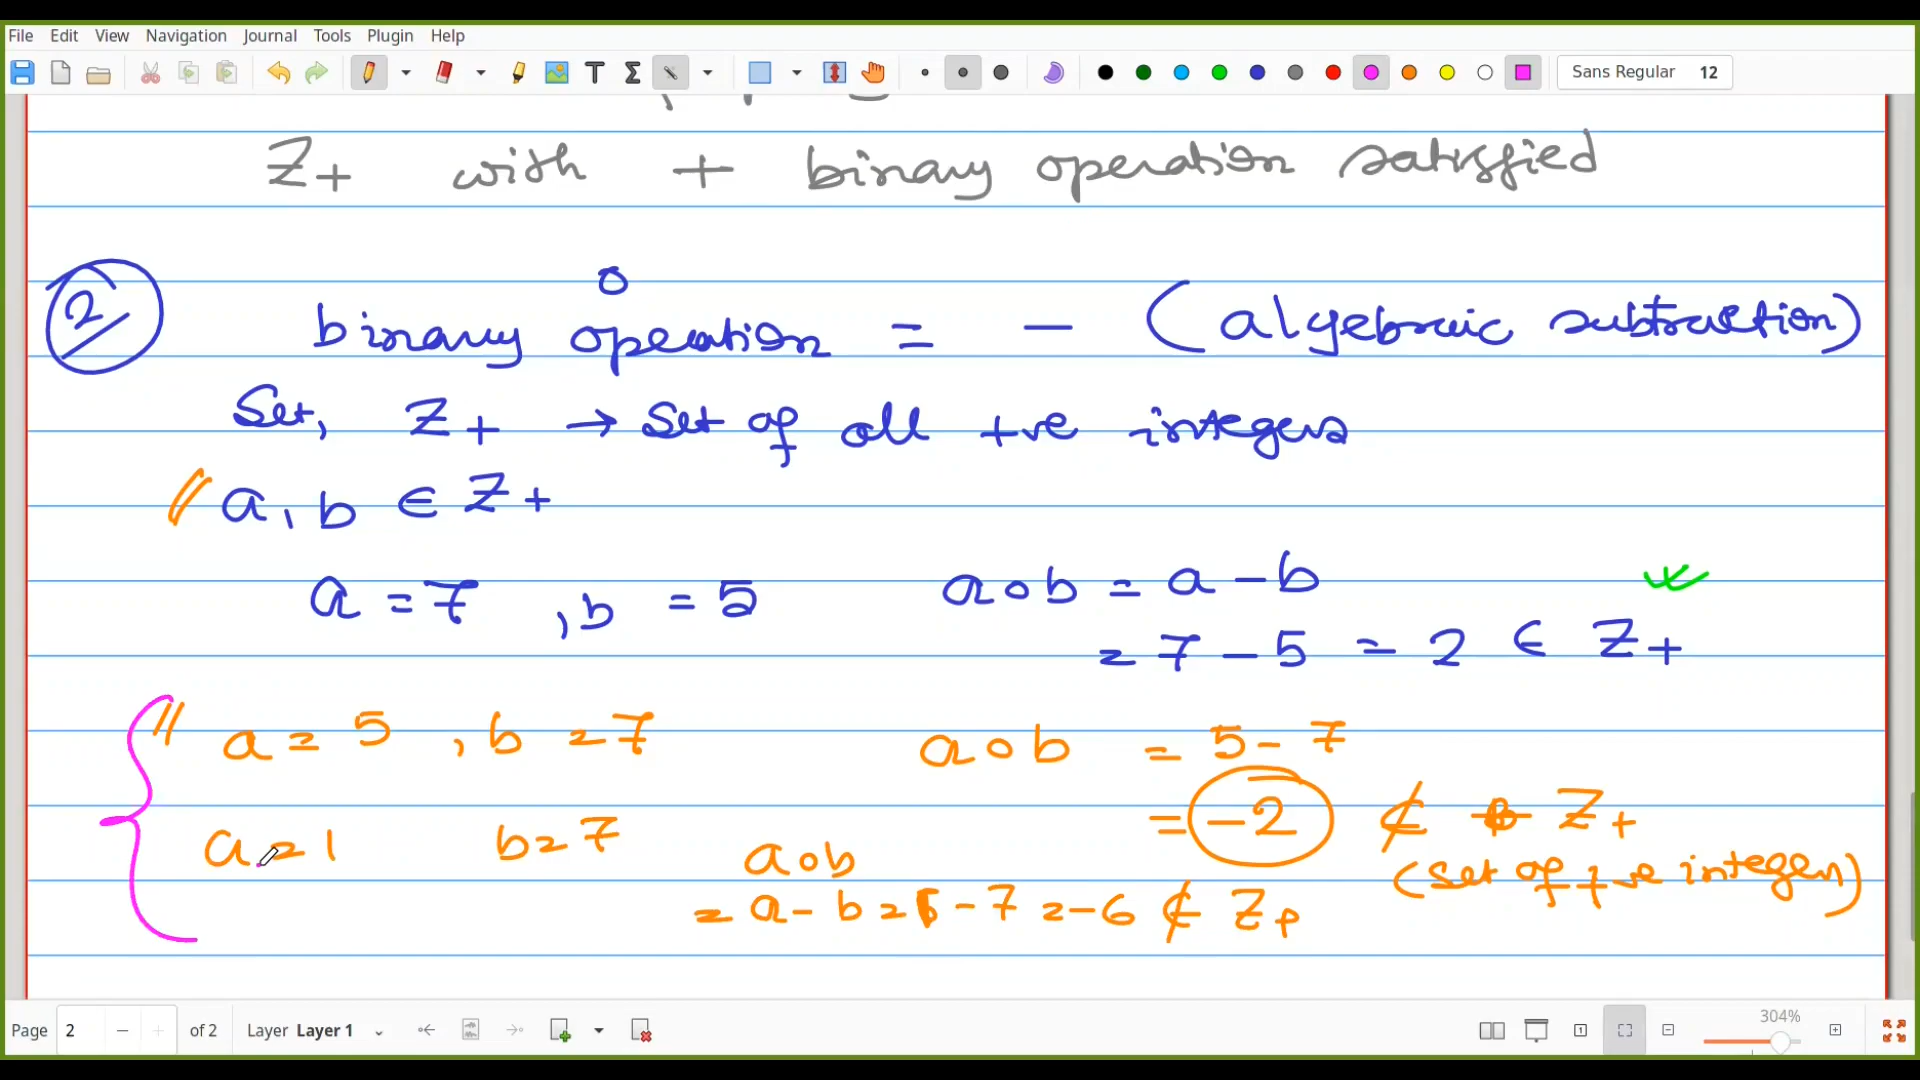 File Edit View Navigation Journal Tools Plugin Help
Sans Regular 12
Z+ with + binary operation satisfied
② binary operation = − (algebraic subtraction)
o
Set, Z+ → Set of all +ve integers
// a, b ∈ Z+
a = 7 , b = 5 aob = a − b
= 7 − 5 = 2 ∈ Z+
// a = 5 , b = 7 aob = 5 − 7
= −2 ∉ Z+
(set of +ve integer)
a = 1 b = 7 aob
= a − b = 1 − 7 = −6 ∉ Z+
Page 2 of 2 Layer Layer 1 304%